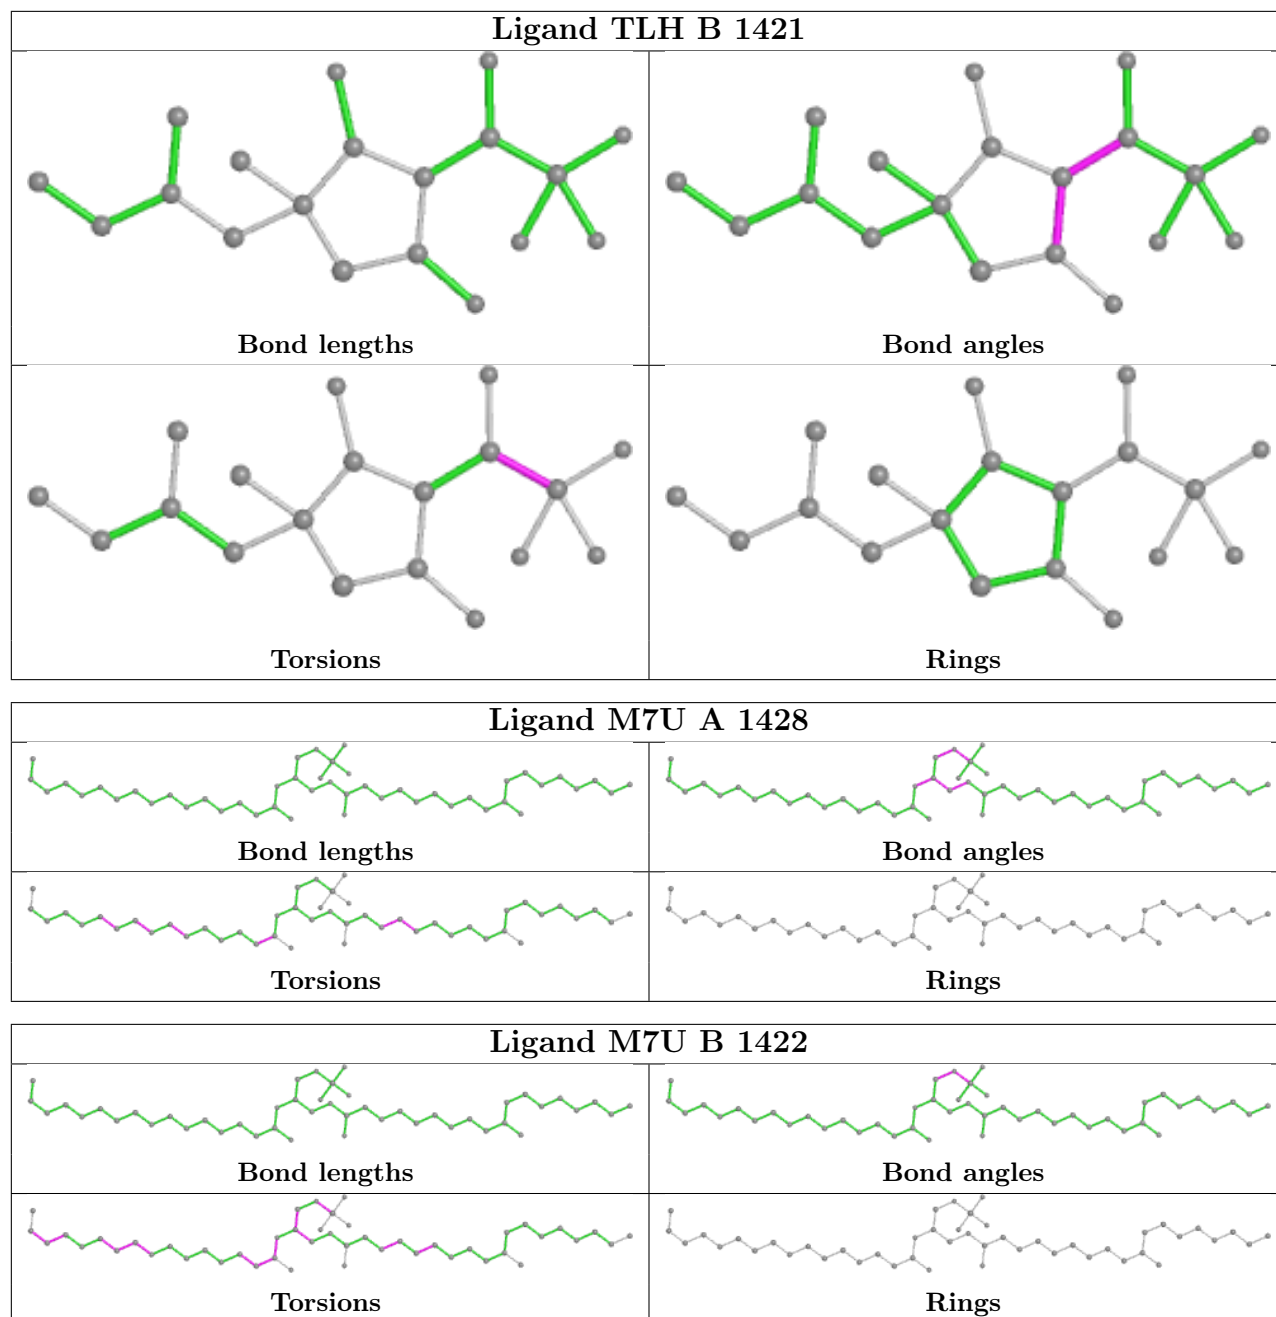 Ligand TLH B 1421
Bond lengths
Bond angles
Torsions
Rings
Ligand M7U A 1428
Bond lengths
Bond angles
Torsions
Rings
Ligand M7U B 1422
Bond lengths
Bond angles
Torsions
Rings